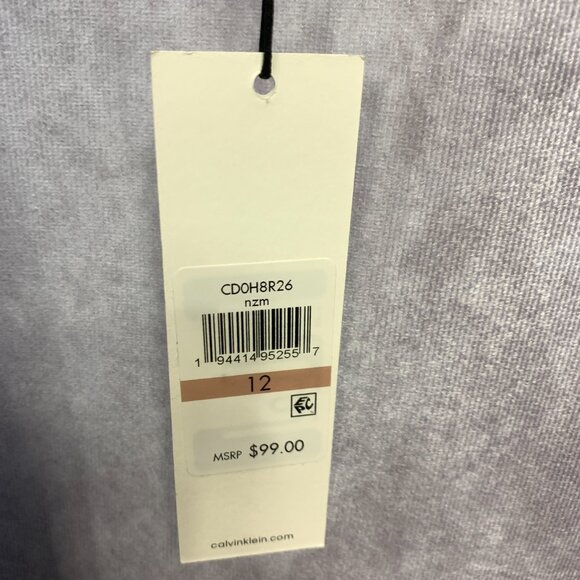 CD0H8R26
nzm
1 94414 95255 7
12
MSRP $99.00
calvinklein.com